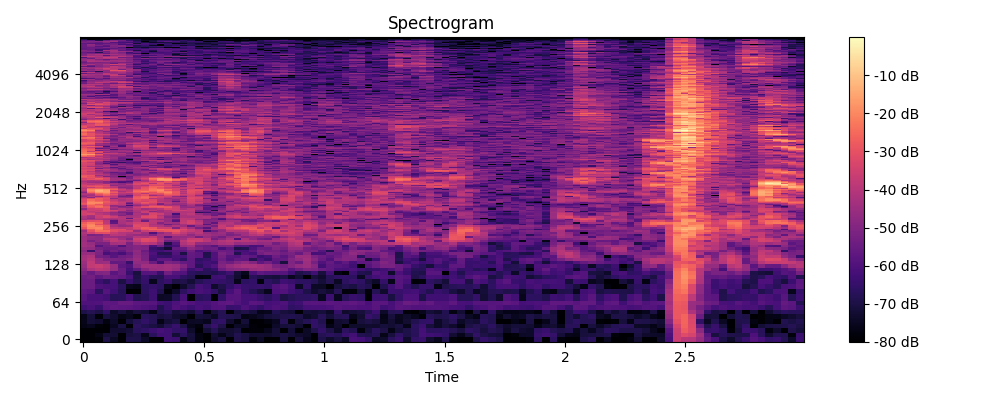 Spectrogram
4096
2048
1024
512
256
128
64
0
Hz
0
0.5
1
1.5
2
2.5
Time
-10 dB
-20 dB
-30 dB
-40 dB
-50 dB
-60 dB
-70 dB
-80 dB